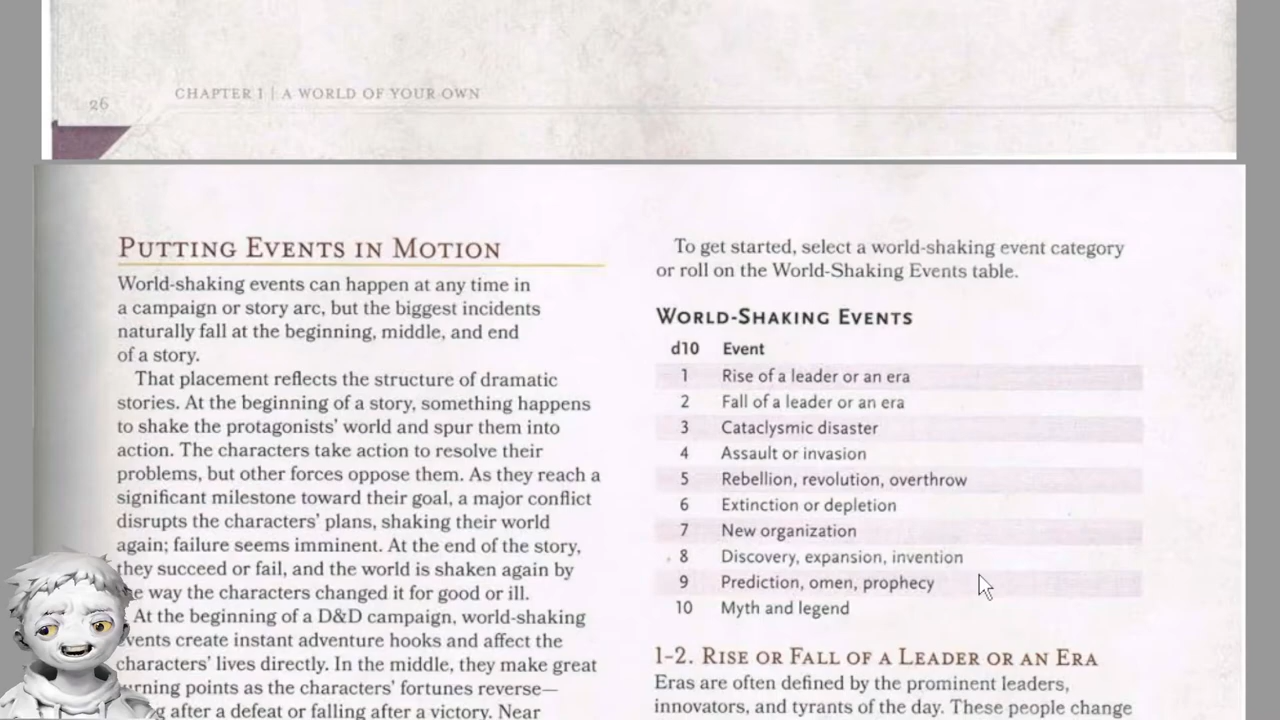 26
CHAPTER 1 | A WORLD OF YOUR OWN
PUTTING EVENTS IN MOTION
World-shaking events can happen at any time in
a campaign or story arc, but the biggest incidents
naturally fall at the beginning, middle, and end
of a story.
That placement reflects the structure of dramatic
stories. At the beginning of a story, something happens
to shake the protagonists' world and spur them into
action. The characters take action to resolve their
problems, but other forces oppose them. As they reach a
significant milestone toward their goal, a major conflict
disrupts the characters' plans, shaking their world
again; failure seems imminent. At the end of the story,
they succeed or fail, and the world is shaken again by
the way the characters changed it for good or ill.
At the beginning of a D&D campaign, world-shaking
events create instant adventure hooks and affect the
characters' lives directly. In the middle, they make great
turning points as the characters' fortunes reverse—
after a defeat or falling after a victory. Near
To get started, select a world-shaking event category
or roll on the World-Shaking Events table.
WORLD-SHAKING EVENTS
d10 Event
1 Rise of a leader or an era
2 Fall of a leader or an era
3 Cataclysmic disaster
4 Assault or invasion
5 Rebellion, revolution, overthrow
6 Extinction or depletion
7 New organization
8 Discovery, expansion, invention
9 Prediction, omen, prophecy
10 Myth and legend
1-2. RISE OR FALL OF A LEADER OR AN ERA
Eras are often defined by the prominent leaders,
innovators, and tyrants of the day. These people change